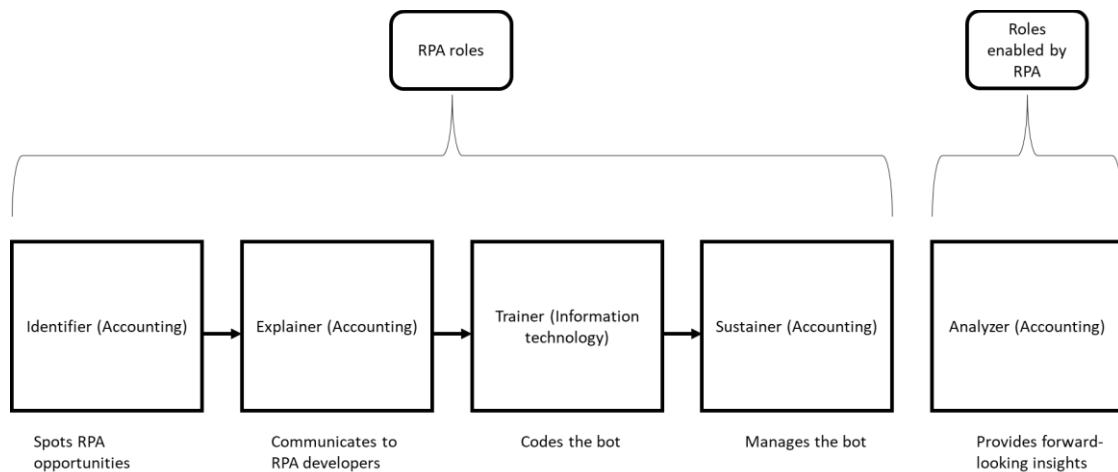 RPA roles
Roles
enabled by
RPA
Identifier (Accounting)
Explainer (Accounting)
Trainer (Information
technology)
Sustainer (Accounting)
Analyzer (Accounting)
Spots RPA
opportunities
Communicates to
RPA developers
Codes the bot
Manages the bot
Provides forward-
looking insights